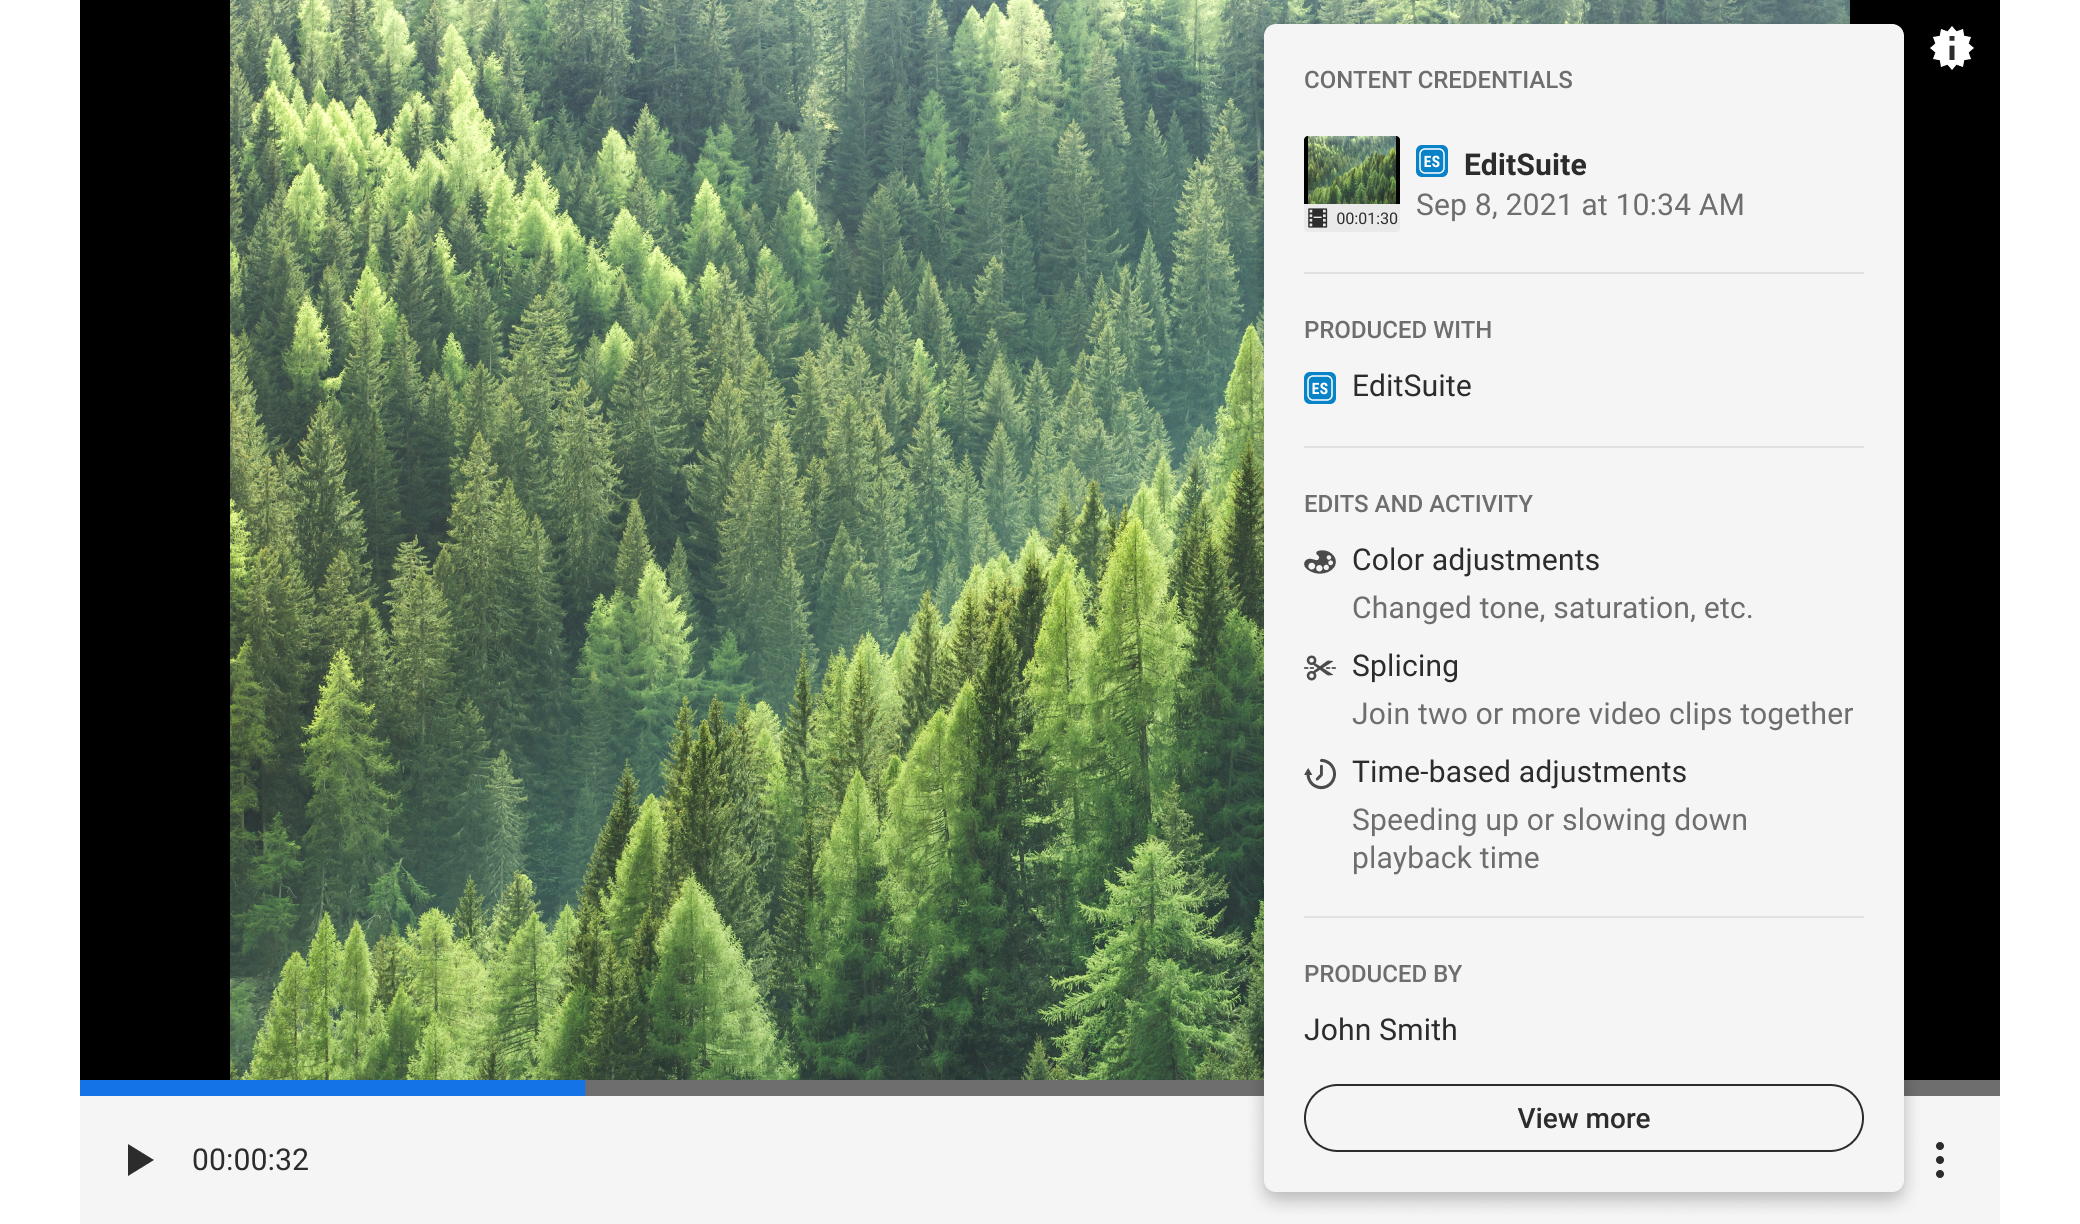 CONTENT CREDENTIALS
ES EditSuite
Sep 8, 2021 at 10:34 AM
00:01:30
PRODUCED WITH
ES EditSuite
EDITS AND ACTIVITY
Color adjustments
Changed tone, saturation, etc.
Splicing
Join two or more video clips together
Time-based adjustments
Speeding up or slowing down
playback time
PRODUCED BY
John Smith
View more
00:00:32